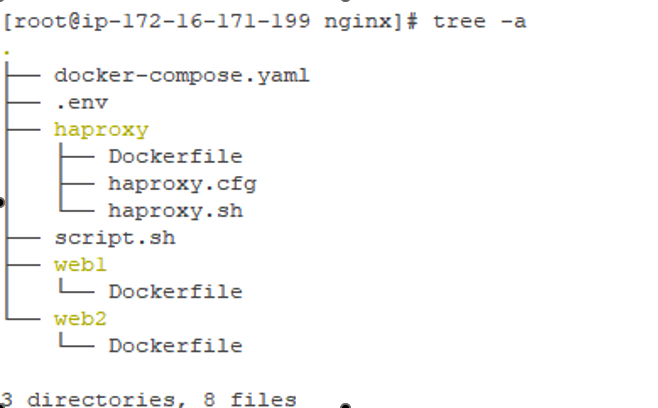 [root@ip-172-16-171-199 nginx]# tree -a
.
├── docker-compose.yaml
├── .env
├── haproxy
│   ├── Dockerfile
│   ├── haproxy.cfg
│   └── haproxy.sh
├── script.sh
├── web1
│   └── Dockerfile
└── web2
    └── Dockerfile
3 directories, 8 files